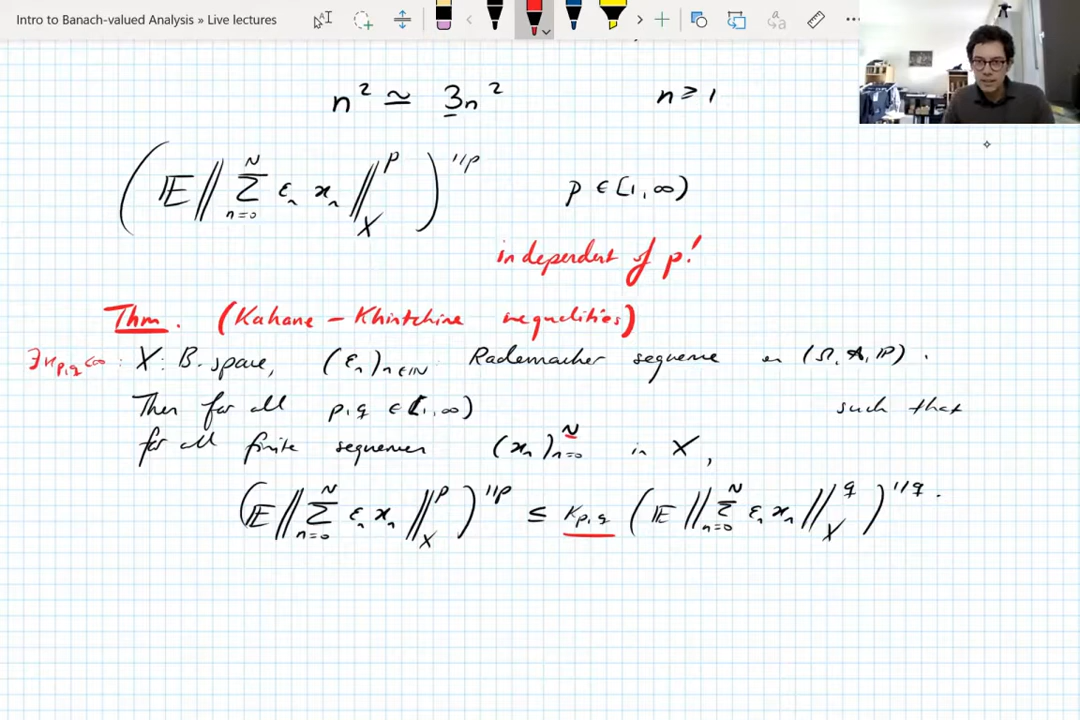 Intro to Banach-valued Analysis » Live lectures
n² ≃ 3n² n ≥ 1
( 𝔼 ‖ ∑_{n=0}^{N} ε_n x_n ‖_X^p )^{1/p} p ∈ [1, ∞)
independent of p!
Thm. (Kahane – Khintchine inequalities)
∃ K_{p,q} < ∞ : X : B. space, (ε_n)_{n∈ℕ} Rademacher sequence on (Ω, A, ℙ).
Then for all p, q ∈ [1, ∞) such that
for all finite sequences (x_n)_{n=0}^{N} in X,
( 𝔼 ‖ ∑_{n=0}^{N} ε_n x_n ‖_X^p )^{1/p} ≤ K_{p,q} ( 𝔼 ‖ ∑_{n=0}^{N} ε_n x_n ‖_X^q )^{1/q}.